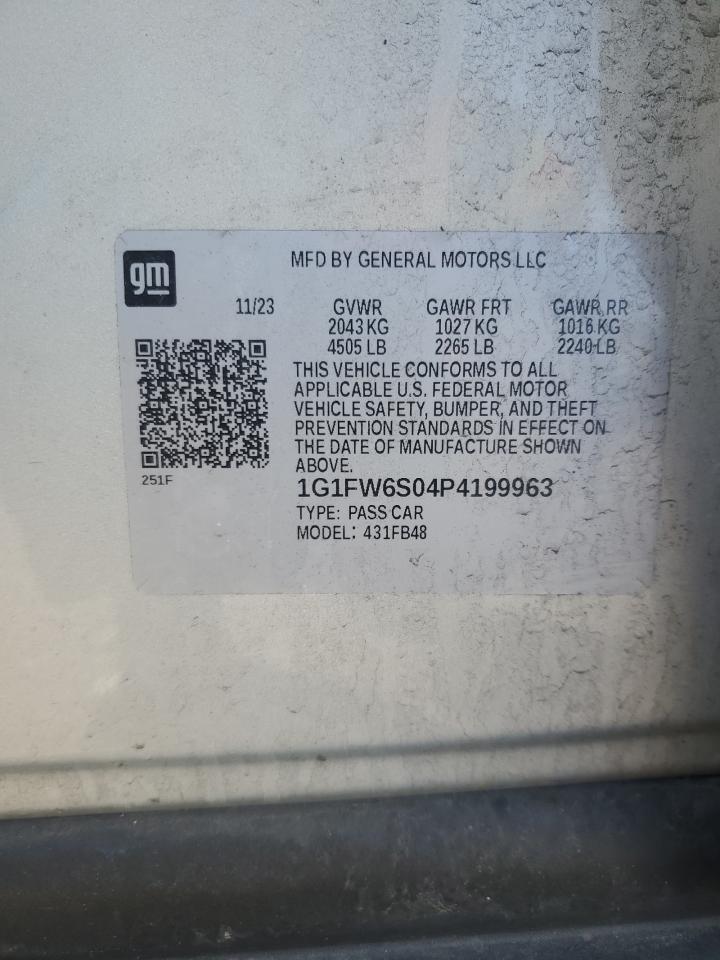 gm
MFD BY GENERAL MOTORS LLC
11/23 GVWR GAWR FRT GAWR RR
2043 KG 1027 KG 1016 KG
4505 LB 2265 LB 2240 LB
THIS VEHICLE CONFORMS TO ALL
APPLICABLE U.S. FEDERAL MOTOR
VEHICLE SAFETY, BUMPER, AND THEFT
PREVENTION STANDARDS IN EFFECT ON
THE DATE OF MANUFACTURE SHOWN
ABOVE.
251F
1G1FW6S04P4199963
TYPE: PASS CAR
MODEL: 431FB48